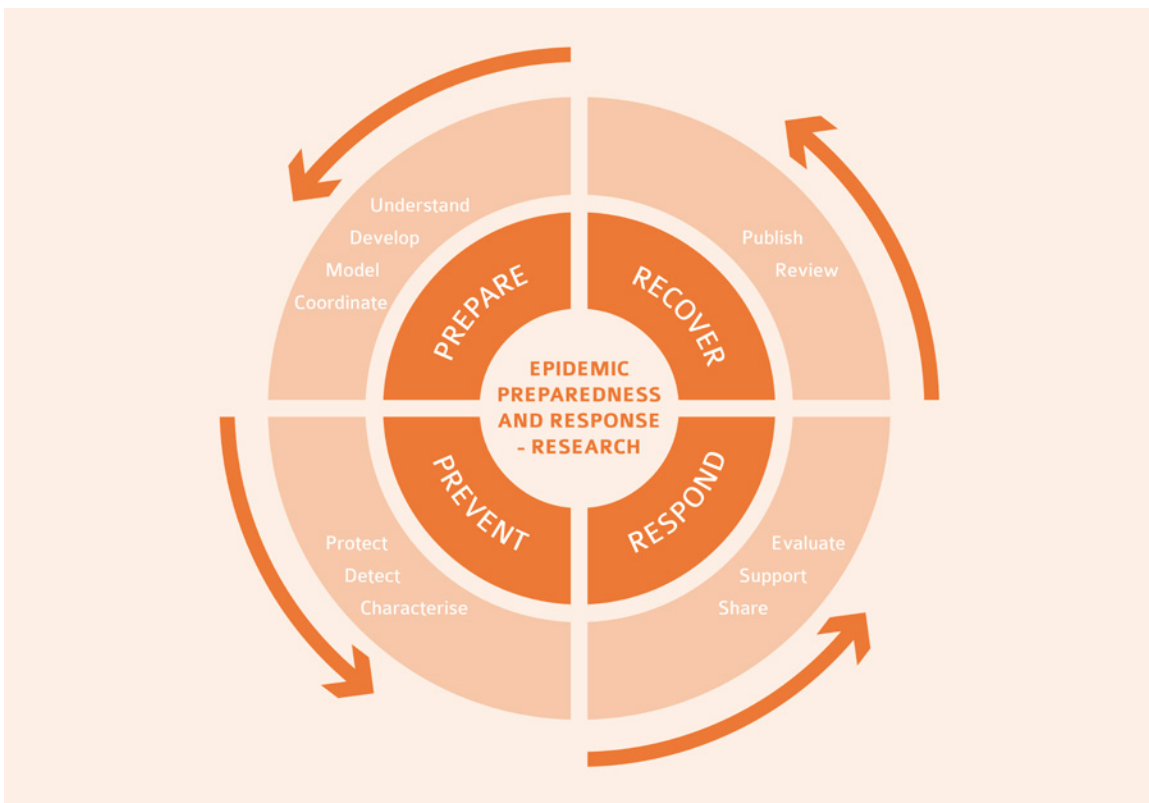 Understand
Develop
Model
Coordinate
PREPARE
Publish
Review
RECOVER
EPIDEMIC
PREPAREDNESS
AND RESPONSE
- RESEARCH
PREVENT
Protect
Detect
Characterise
RESPOND
Evaluate
Support
Share